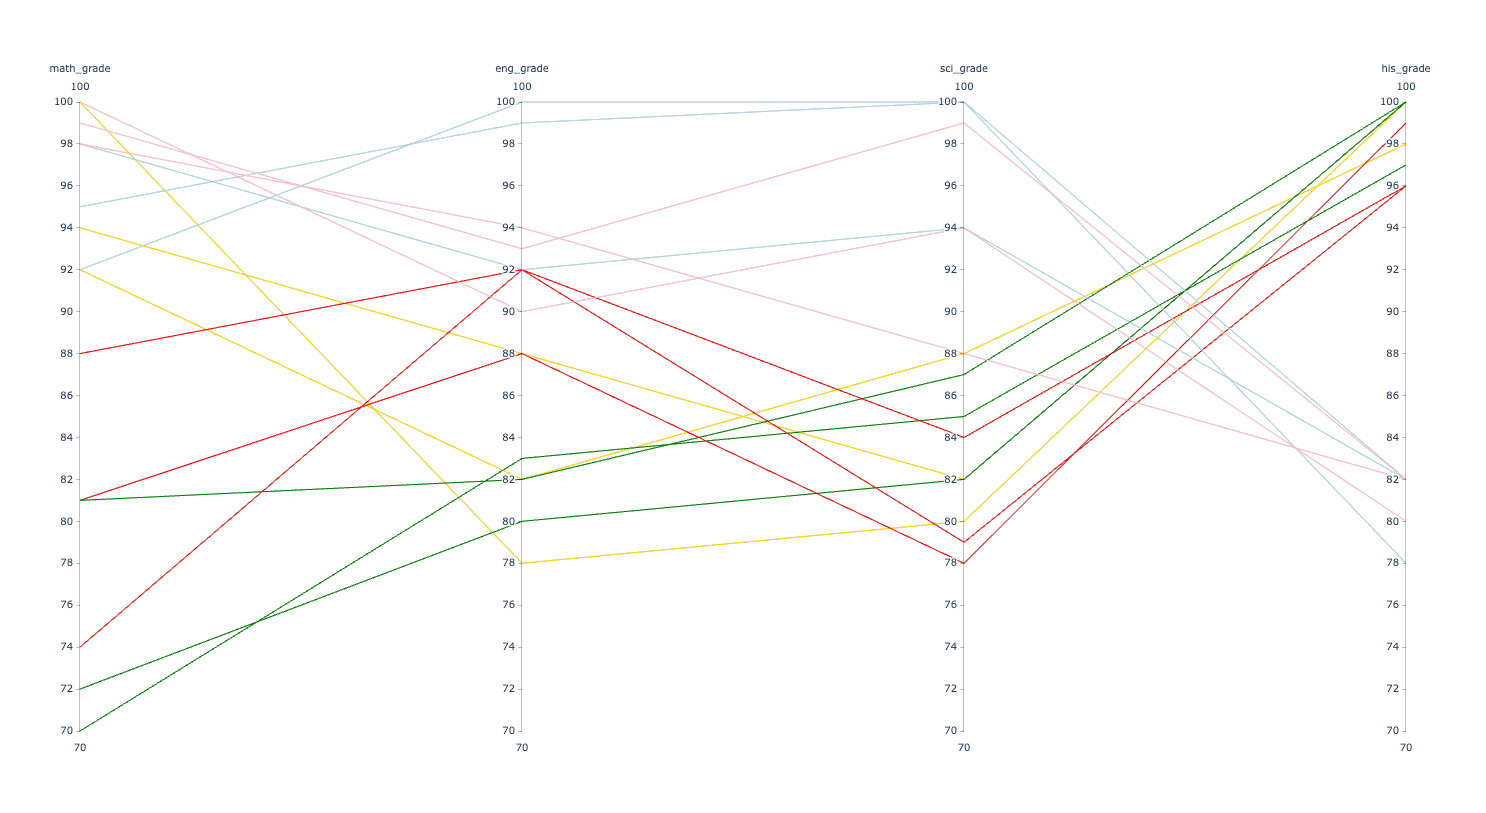 math_grade eng_grade sci_grade his_grade
100 100 100 100
100 100 100 100
98 98 98 98
96 96 96 96
94 94 94 94
92 92 92 92
90 90 90 90
88 88 88 88
86 86 86 86
84 84 84 84
82 82 82 82
80 80 80 80
78 78 78 78
76 76 76 76
74 74 74 74
72 72 72 72
70 70 70 70
70 70 70 70